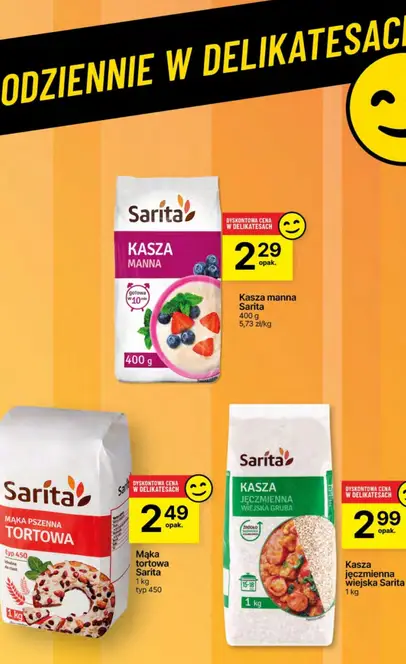 ODZIENNIE W DELIKATESAC
Sarita
KASZA
MANNA
gotowa
w 10 min
400 g
DYSKONTOWA CENA
W DELIKATESACH
2 29
opak.
Kasza manna
Sarita
400 g
5,73 zł/kg
Sarita
MĄKA PSZENNA
TORTOWA
typ 450
1 kg
DYSKONTOWA CENA
W DELIKATESACH
2 49
opak.
Mąka
tortowa
Sarita
1 kg
typ 450
Sarita
KASZA
JĘCZMIENNA
WIEJSKA GRUBA
1 kg
DYSKONTOWA CENA
W DELIKATESACH
2 99
opak.
Kasza
jęczmienna
wiejska Sarita
1 kg